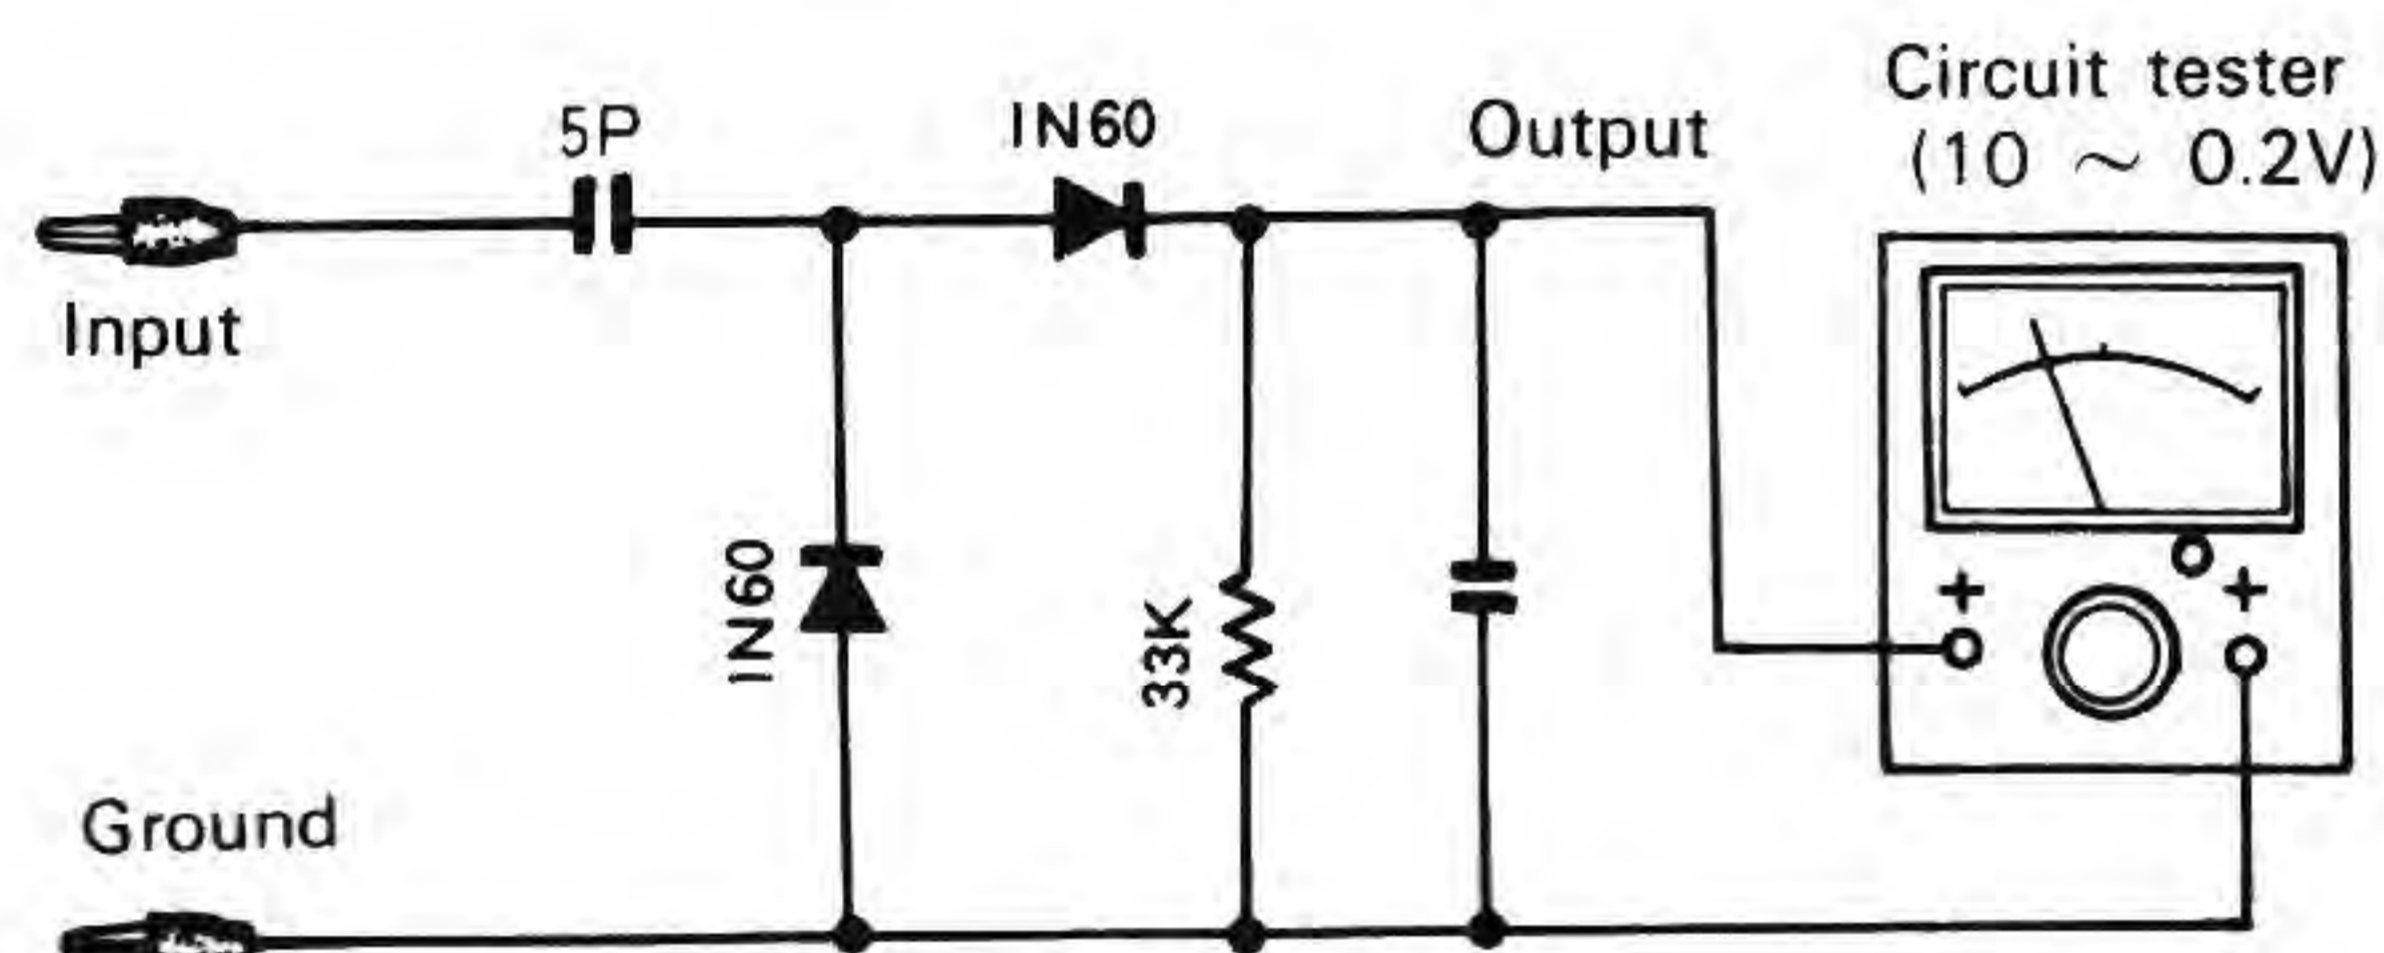 Circuit tester
(10 ~ 0.2V)
5P
IN60
Output
Input
IN60
33K
+
+
Ground